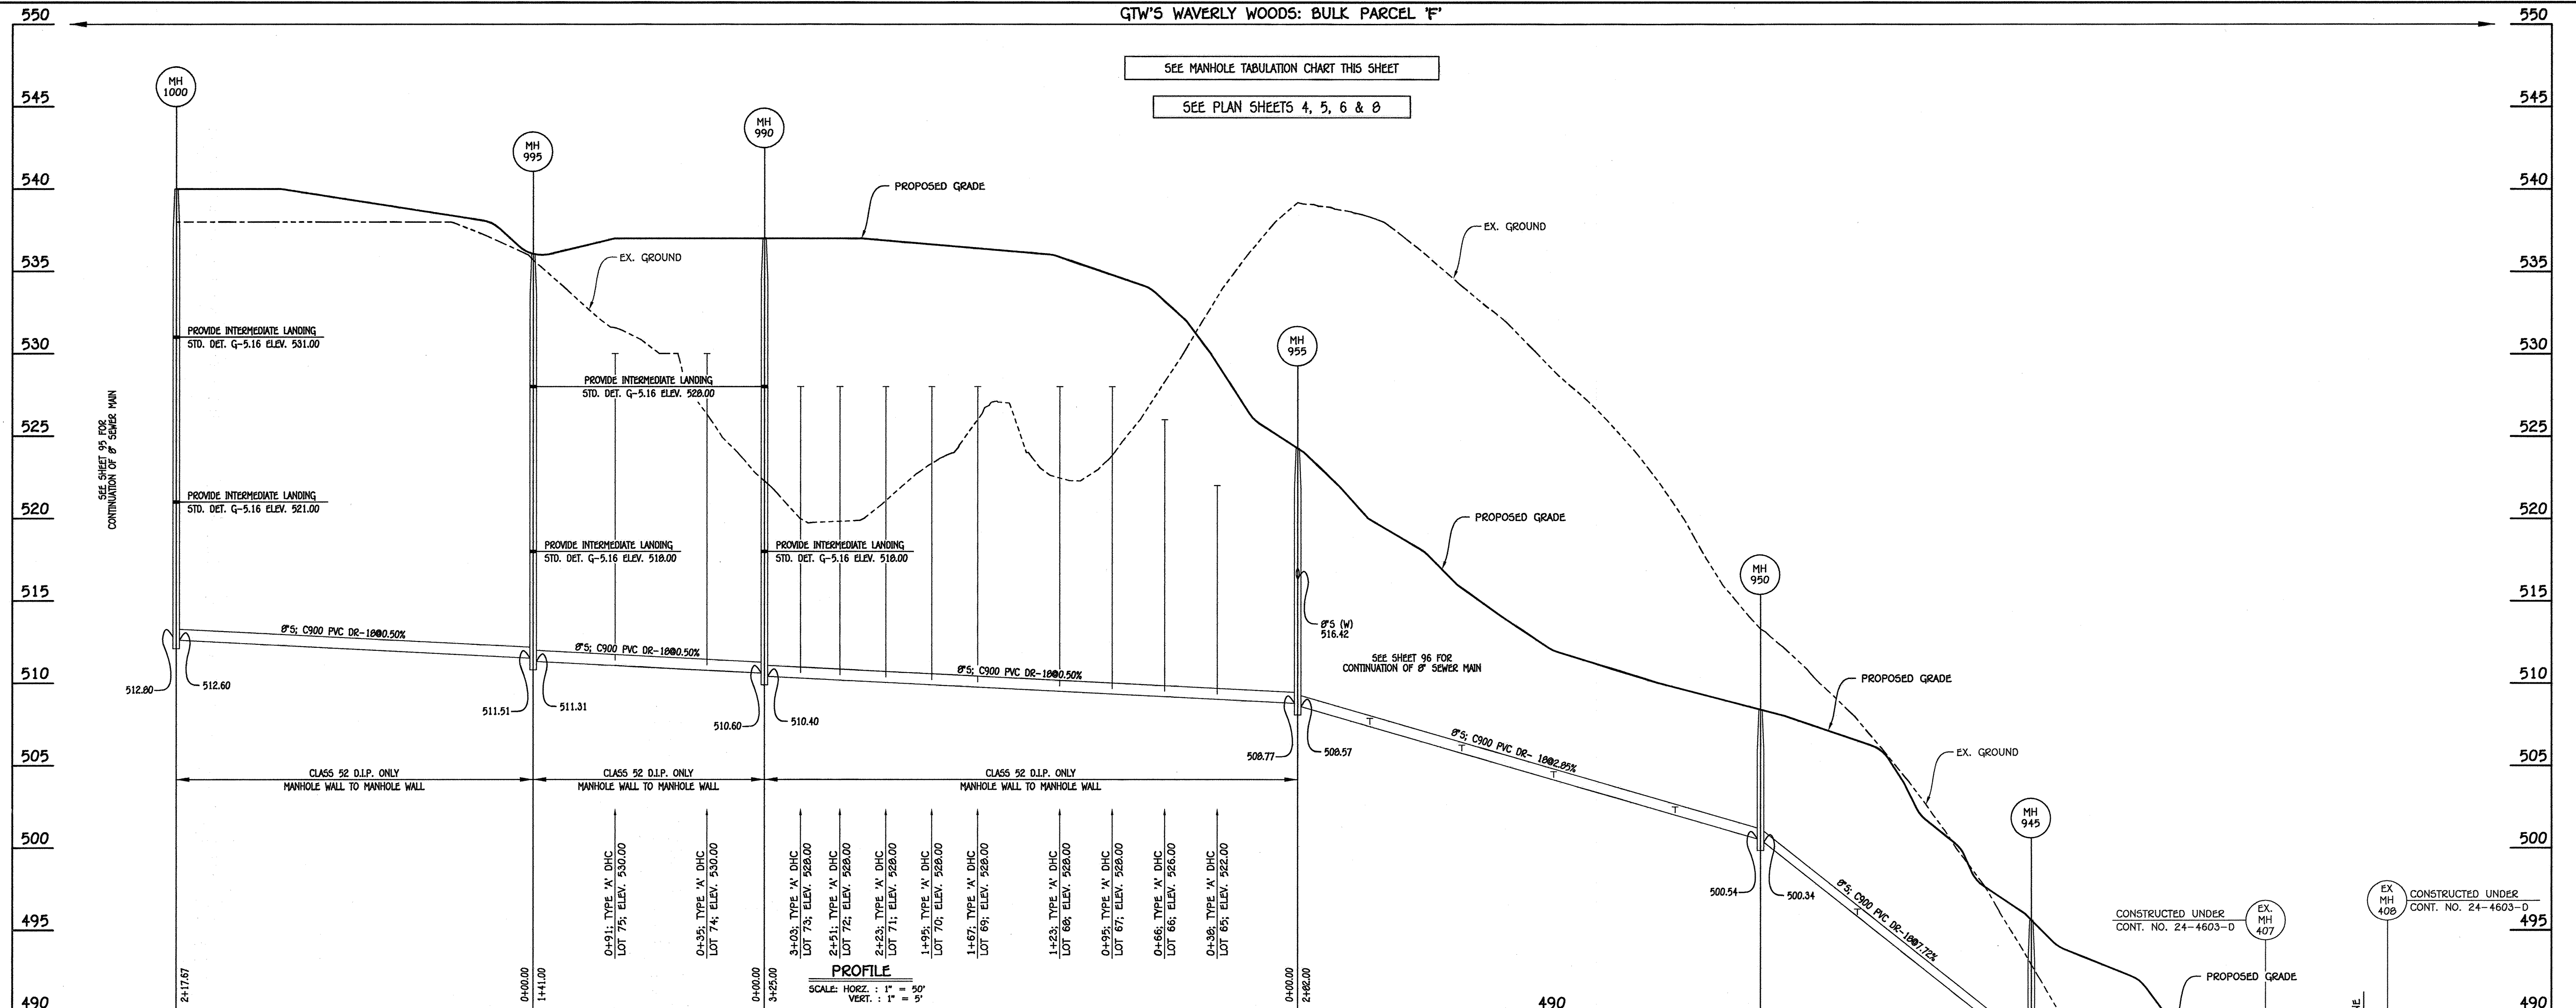 GTW'S WAVERLY WOODS: BULK PARCEL 'F'
550
550
SEE MANHOLE TABULATION CHART THIS SHEET
SEE PLAN SHEETS 4, 5, 6 & 8
545
545
540
540
535
535
530
530
525
525
520
520
515
515
510
510
505
505
500
500
495
495
490
490
490
MH
1000
MH
995
MH
990
MH
955
MH
950
MH
945
EX.
MH
407
EX
MH
408
PROPOSED GRADE
EX. GROUND
EX. GROUND
PROPOSED GRADE
PROPOSED GRADE
EX. GROUND
PROPOSED GRADE
PROVIDE INTERMEDIATE LANDING
STD. DET. G-5.16 ELEV. 531.00
PROVIDE INTERMEDIATE LANDING
STD. DET. G-5.16 ELEV. 521.00
PROVIDE INTERMEDIATE LANDING
STD. DET. G-5.16 ELEV. 528.00
PROVIDE INTERMEDIATE LANDING
STD. DET. G-5.16 ELEV. 518.00
PROVIDE INTERMEDIATE LANDING
STD. DET. G-5.16 ELEV. 518.00
SEE SHEET 95 FOR
CONTINUATION OF 8" SEWER MAIN
8"S; C900 PVC DR-18@0.50%
8"S; C900 PVC DR-18@0.50%
8"S; C900 PVC DR-18@0.50%
8"S; C900 PVC DR- 18@2.85%
8"S; C900 PVC DR-18@7.72%
8"S (W)
516.42
SEE SHEET 96 FOR
CONTINUATION OF 8" SEWER MAIN
512.80
512.60
511.51
511.31
510.60
510.40
508.77
508.57
500.54
500.34
CLASS 52 D.I.P. ONLY
MANHOLE WALL TO MANHOLE WALL
CLASS 52 D.I.P. ONLY
MANHOLE WALL TO MANHOLE WALL
CLASS 52 D.I.P. ONLY
MANHOLE WALL TO MANHOLE WALL
0+91; TYPE 'A' DHC
LOT 75; ELEV. 530.00
0+35; TYPE 'A' DHC
LOT 74; ELEV. 530.00
3+03; TYPE 'A' DHC
LOT 73; ELEV. 528.00
2+51; TYPE 'A' DHC
LOT 72; ELEV. 528.00
2+23; TYPE 'A' DHC
LOT 71; ELEV. 528.00
1+95; TYPE 'A' DHC
LOT 70; ELEV. 528.00
1+67; TYPE 'A' DHC
LOT 69; ELEV. 528.00
1+23; TYPE 'A' DHC
LOT 68; ELEV. 528.00
0+95; TYPE 'A' DHC
LOT 67; ELEV. 528.00
0+66; TYPE 'A' DHC
LOT 66; ELEV. 526.00
0+38; TYPE 'A' DHC
LOT 65; ELEV. 522.00
CONSTRUCTED UNDER
CONT. NO. 24-4603-D
CONSTRUCTED UNDER
CONT. NO. 24-4603-D
2+17.67
0+00.00
1+41.00
0+00.00
3+25.00
0+00.00
2+82.00
PROFILE
SCALE: HORZ. : 1" = 50'
VERT. : 1" = 5'